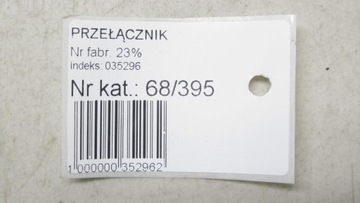 PRZEŁĄCZNIK
Nr fabr. 23%
indeks: 035296
Nr kat.: 68/395
1 000000 352962